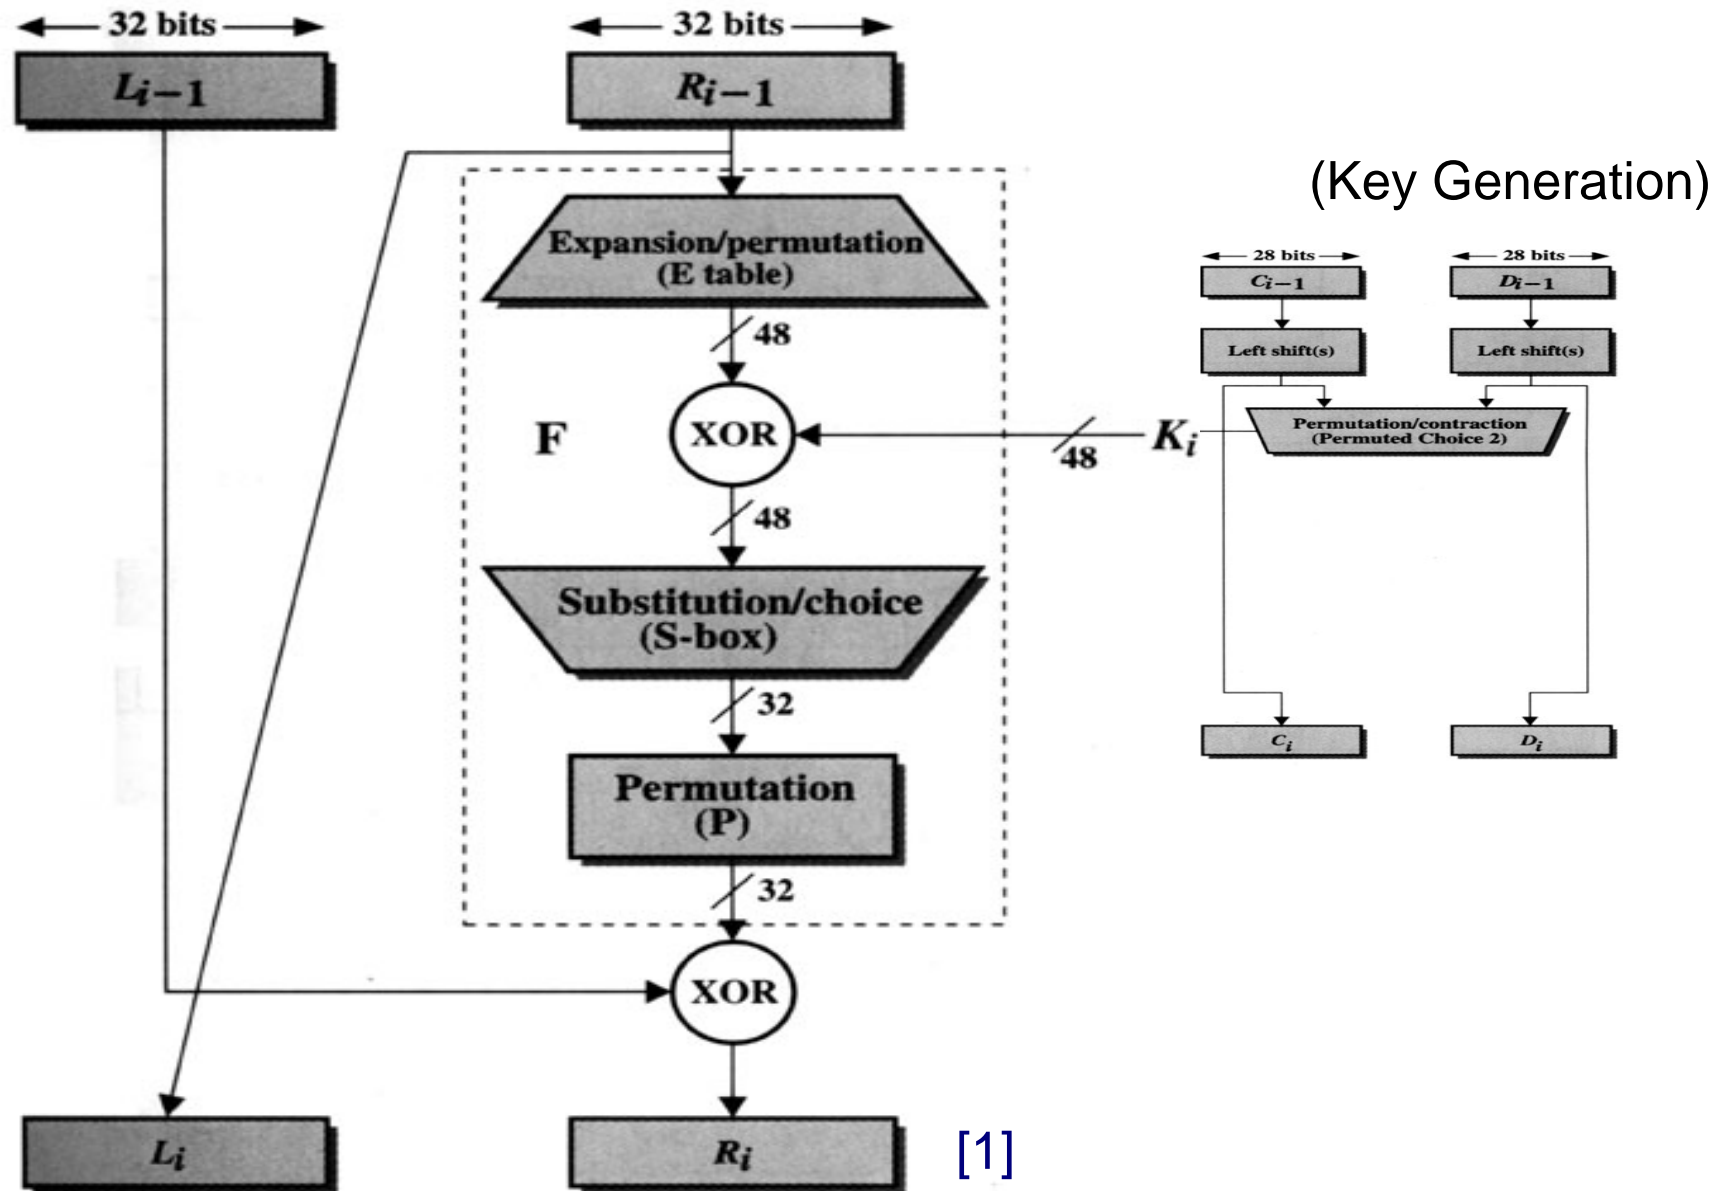 32 bits
32 bits
Li−1
Ri−1
(Key Generation)
Expansion/permutation
(E table)
28 bits
28 bits
Ci−1
Di−1
48
Left shift(s)
Left shift(s)
F
XOR
48
Ki
Permutation/contraction
(Permuted Choice 2)
48
Substitution/choice
(S-box)
32
Permutation
(P)
Ci
Di
32
XOR
Li
Ri
[1]